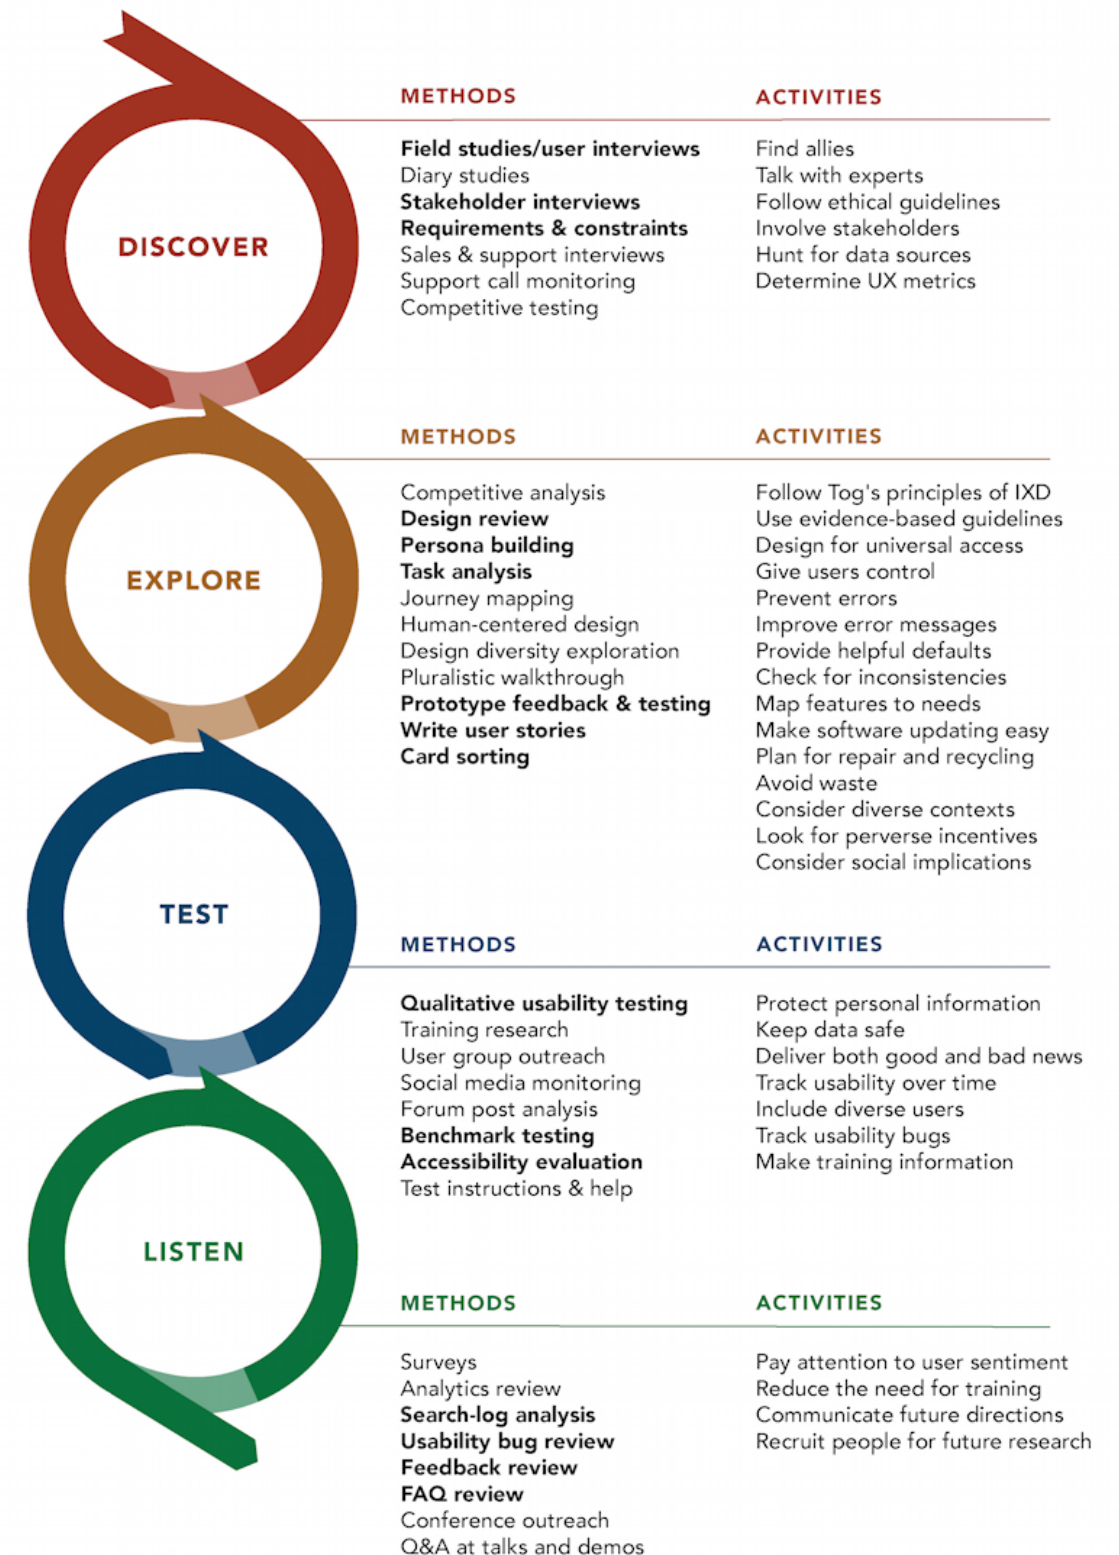 DISCOVER
METHODS
Field studies/user interviews
Diary studies
Stakeholder interviews
Requirements & constraints
Sales & support interviews
Support call monitoring
Competitive testing
ACTIVITIES
Find allies
Talk with experts
Follow ethical guidelines
Involve stakeholders
Hunt for data sources
Determine UX metrics
EXPLORE
METHODS
Competitive analysis
Design review
Persona building
Task analysis
Journey mapping
Human-centered design
Design diversity exploration
Pluralistic walkthrough
Prototype feedback & testing
Write user stories
Card sorting
ACTIVITIES
Follow Tog's principles of IXD
Use evidence-based guidelines
Design for universal access
Give users control
Prevent errors
Improve error messages
Provide helpful defaults
Check for inconsistencies
Map features to needs
Make software updating easy
Plan for repair and recycling
Avoid waste
Consider diverse contexts
Look for perverse incentives
Consider social implications
TEST
METHODS
Qualitative usability testing
Training research
User group outreach
Social media monitoring
Forum post analysis
Benchmark testing
Accessibility evaluation
Test instructions & help
ACTIVITIES
Protect personal information
Keep data safe
Deliver both good and bad news
Track usability over time
Include diverse users
Track usability bugs
Make training information
LISTEN
METHODS
Surveys
Analytics review
Search-log analysis
Usability bug review
Feedback review
FAQ review
Conference outreach
Q&A at talks and demos
ACTIVITIES
Pay attention to user sentiment
Reduce the need for training
Communicate future directions
Recruit people for future research